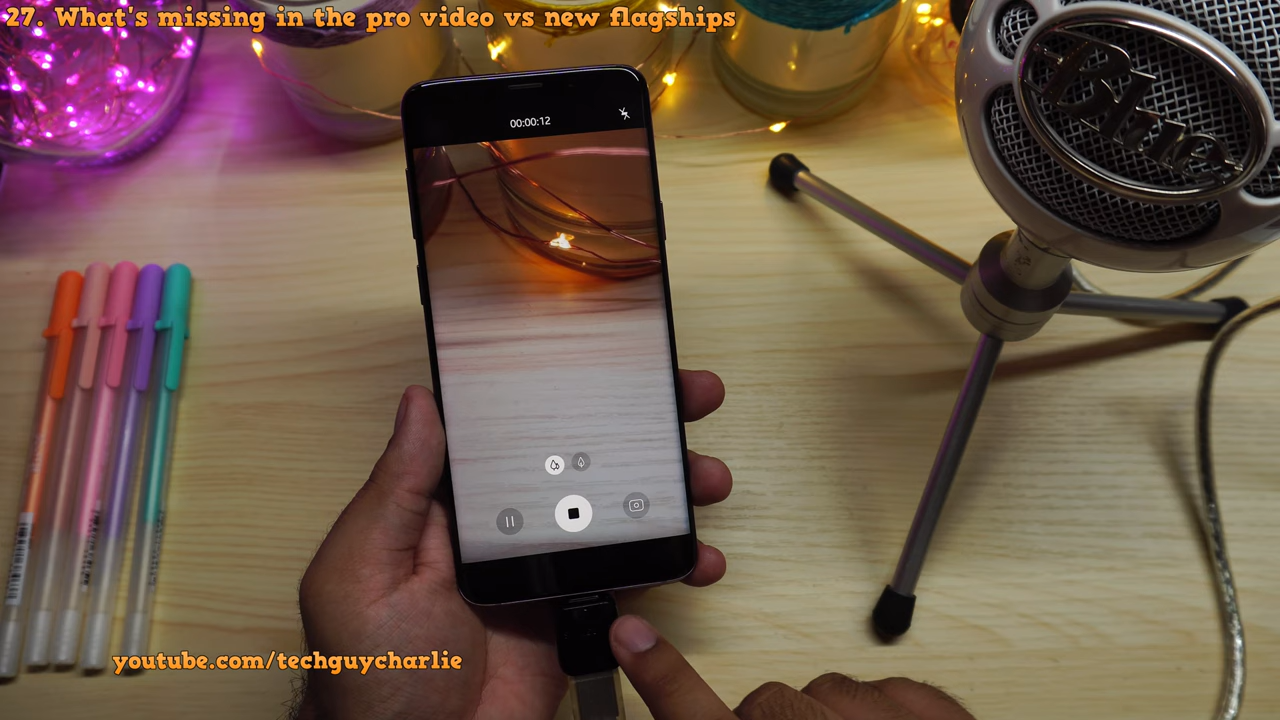 27. What's missing in the pro video vs new flagships
00:00:12
Blue
youtube.com/techguycharlie